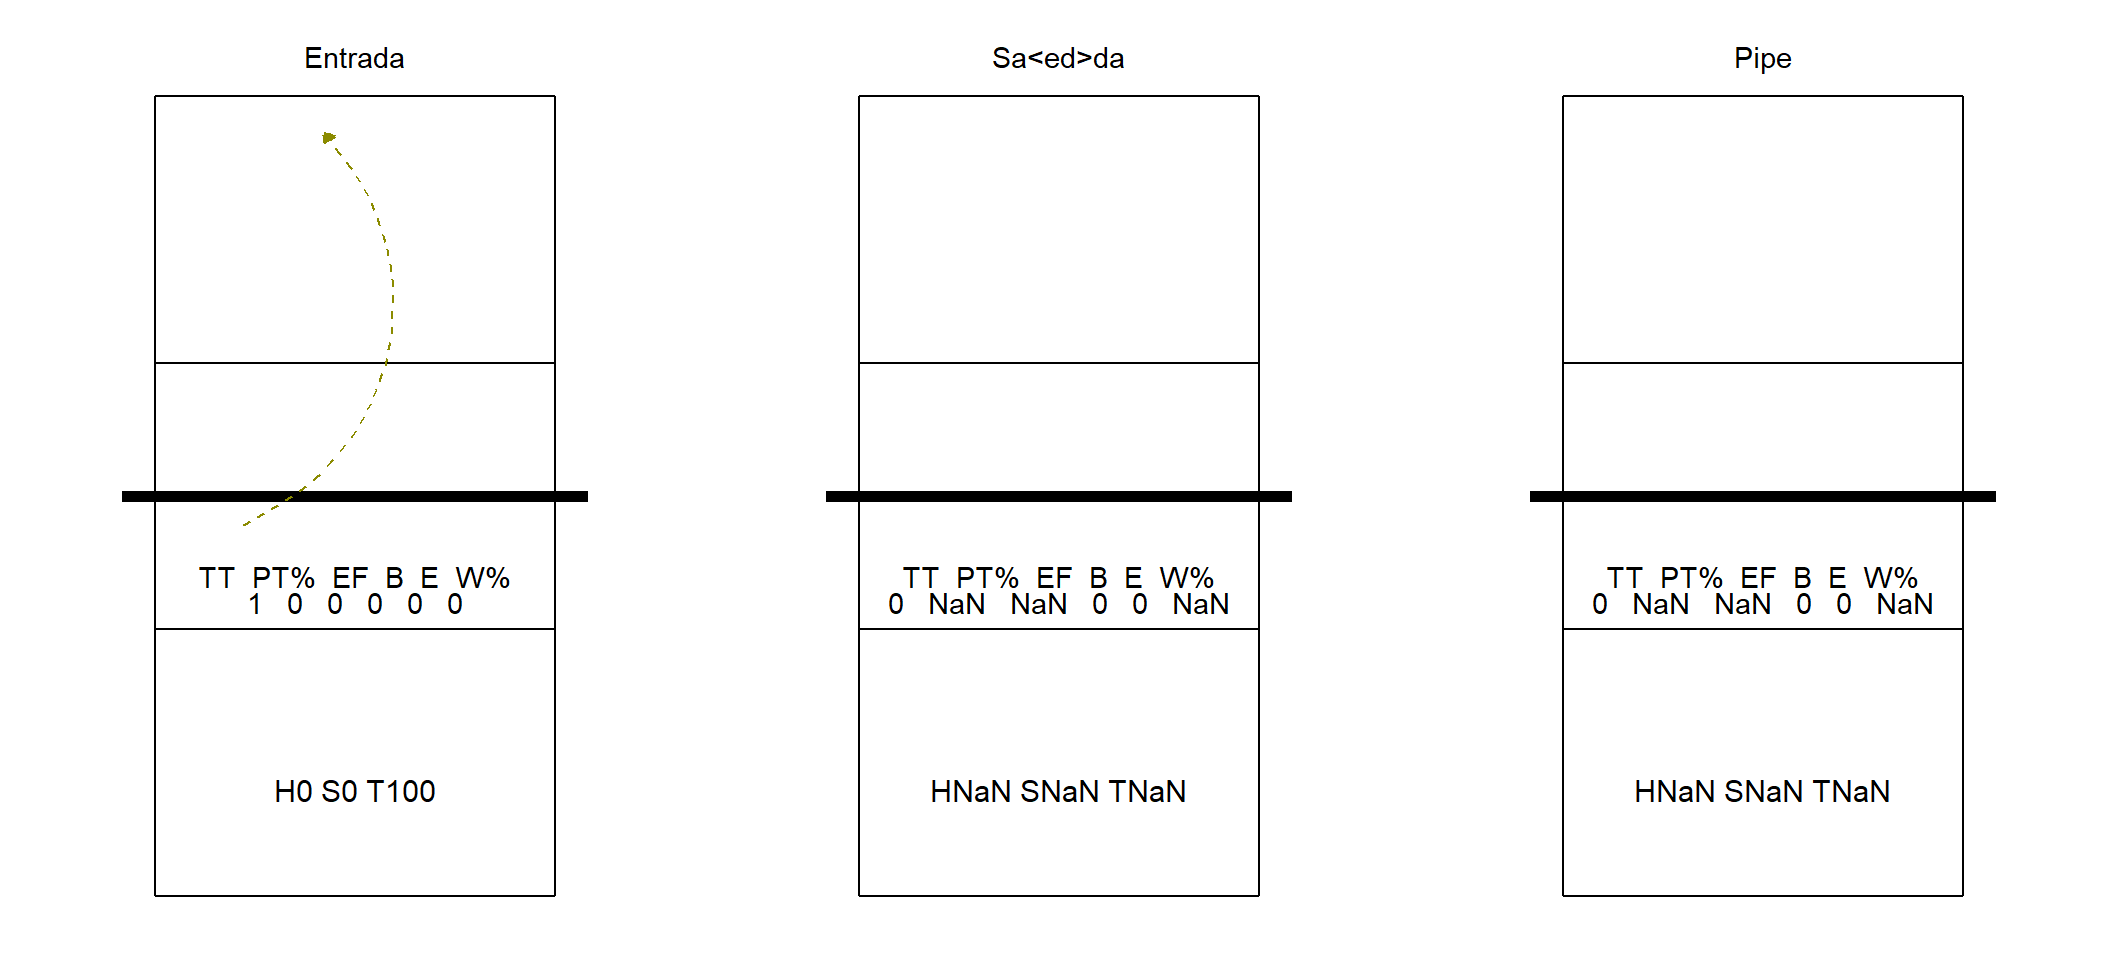 Entrada
TT PT% EF B E W%
1 0 0 0 0 0
H0 S0 T100
Sa<ed>da
TT PT% EF B E W%
0 NaN NaN 0 0 NaN
HNaN SNaN TNaN
Pipe
TT PT% EF B E W%
0 NaN NaN 0 0 NaN
HNaN SNaN TNaN